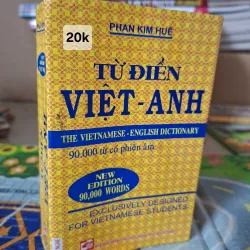 PHAN KIM HUÊ
20k
TỪ ĐIỂN
VIỆT-ANH
THE VIETNAMESE-ENGLISH DICTIONARY
90.000 từ có phiên âm
NEW
EDITION
90,000 WORDS
EXCLUSIVELY DESIGNED
FOR VIETNAMESE STUDENTS